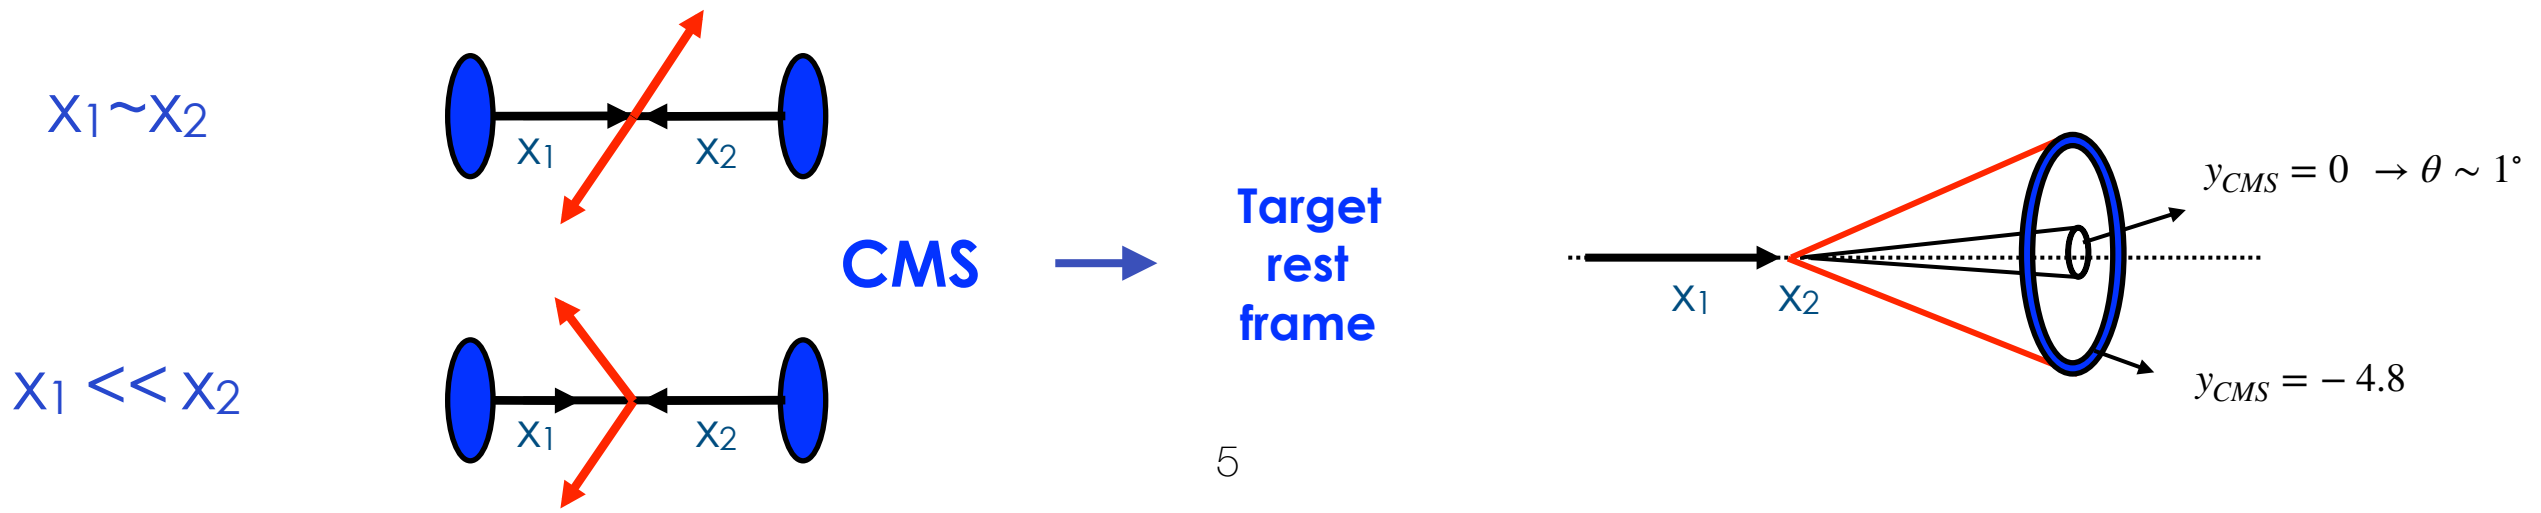 x₁~x₂
x₁ x₂
CMS
Target
rest
frame
x₁ x₂
y_CMS = 0 → θ ∼ 1°
y_CMS = − 4.8
x₁ << x₂
x₁ x₂
5